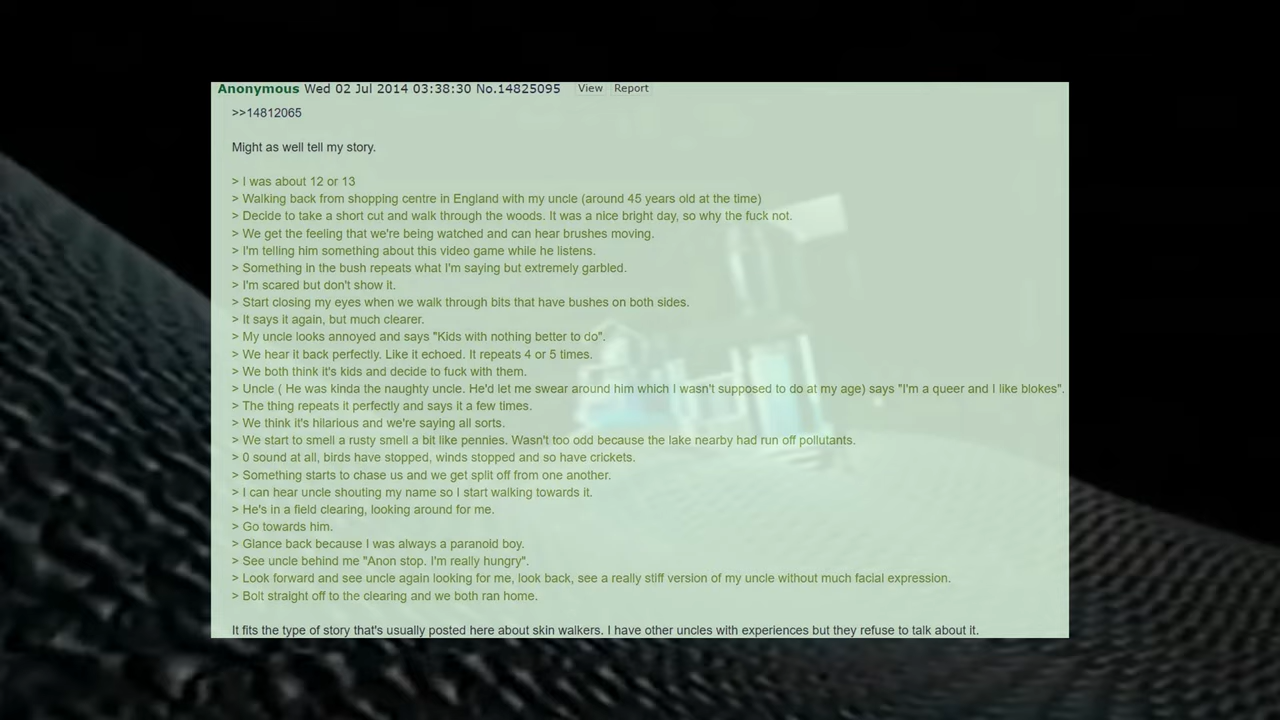 Anonymous Wed 02 Jul 2014 03:38:30 No.14825095 View Report
>>14812065
Might as well tell my story.
> I was about 12 or 13
> Walking back from shopping centre in England with my uncle (around 45 years old at the time)
> Decide to take a short cut and walk through the woods. It was a nice bright day, so why the fuck not.
> We get the feeling that we're being watched and can hear brushes moving.
> I'm telling him something about this video game while he listens.
> Something in the bush repeats what I'm saying but extremely garbled.
> I'm scared but don't show it.
> Start closing my eyes when we walk through bits that have bushes on both sides.
> It says it again, but much clearer.
> My uncle looks annoyed and says "Kids with nothing better to do".
> We hear it back perfectly. Like it echoed. It repeats 4 or 5 times.
> We both think it's kids and decide to fuck with them.
> Uncle ( He was kinda the naughty uncle. He'd let me swear around him which I wasn't supposed to do at my age) says "I'm a queer and I like blokes".
> The thing repeats it perfectly and says it a few times.
> We think it's hilarious and we're saying all sorts.
> We start to smell a rusty smell a bit like pennies. Wasn't too odd because the lake nearby had run off pollutants.
> 0 sound at all, birds have stopped, winds stopped and so have crickets.
> Something starts to chase us and we get split off from one another.
> I can hear uncle shouting my name so I start walking towards it.
> He's in a field clearing, looking around for me.
> Go towards him.
> Glance back because I was always a paranoid boy.
> See uncle behind me "Anon stop. I'm really hungry".
> Look forward and see uncle again looking for me, look back, see a really stiff version of my uncle without much facial expression.
> Bolt straight off to the clearing and we both ran home.
It fits the type of story that's usually posted here about skin walkers. I have other uncles with experiences but they refuse to talk about it.